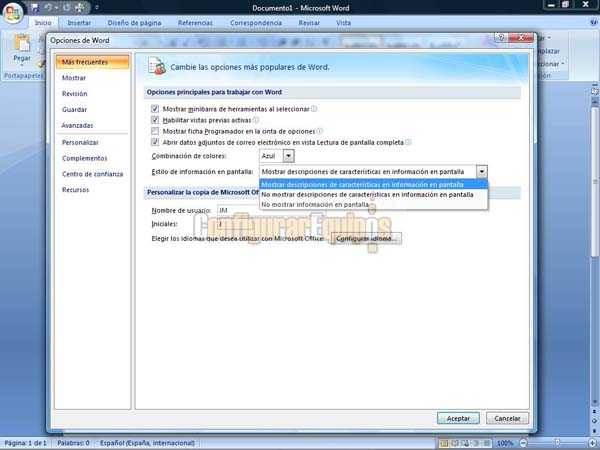 Documento1 - Microsoft Word
Inicio Insertar Diseño de página Referencias Correspondencia Revisar Vista
Pegar
Portapapeles
Opciones de Word
Más frecuentes
Mostrar
Revisión
Guardar
Avanzadas
Personalizar
Complementos
Centro de confianza
Recursos
Cambie las opciones más populares de Word.
Opciones principales para trabajar con Word
Mostrar minibarra de herramientas al seleccionar
Habilitar vistas previas activas
Mostrar ficha Programador en la cinta de opciones
Abrir datos adjuntos de correo electrónico en vista Lectura de pantalla completa
Combinación de colores: Azul
Estilo de información en pantalla: Mostrar descripciones de características en información en pantalla
Mostrar descripciones de características en información en pantalla
No mostrar descripciones de características en información en pantalla
No mostrar información en pantalla
Personalizar la copia de Microsoft Of
Nombre de usuario: JM
Iniciales: J
ConfigurarEquipos
Elegir los idiomas que desea utilizar con Microsoft Office: Configurar idioma...
Aceptar Cancelar
Página: 1 de 1 Palabras: 0 Español (España, internacional) 100%